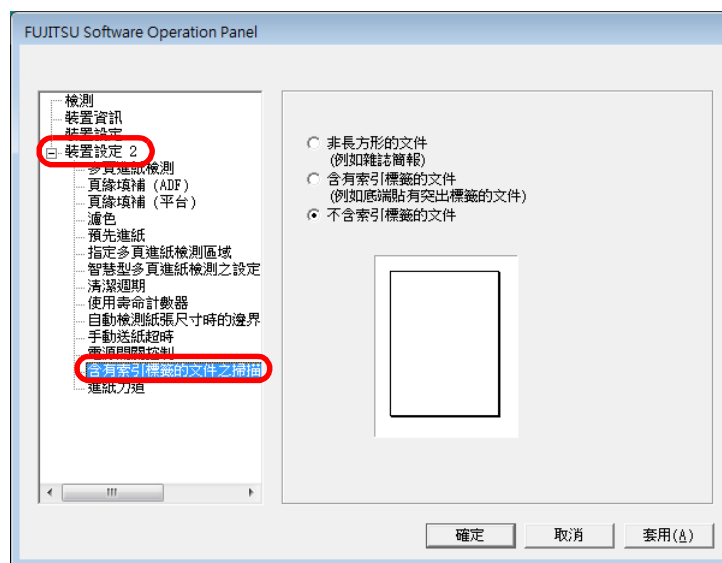 FUJITSU Software Operation Panel
檢測
裝置資訊
裝置設定
裝置設定 2
多頁進紙檢測
頁緣填補 (ADF)
頁緣填補 (平台)
濾色
預先進紙
指定多頁進紙檢測區域
智慧型多頁進紙檢測之設定
清潔週期
使用壽命計數器
自動檢測紙張尺寸時的邊界
手動送紙超時
電源開關控制
含有索引標籤的文件之掃描
進紙力道
非長方形的文件
(例如雜誌簡報)
含有索引標籤的文件
(例如底端貼有突出標籤的文件)
不含索引標籤的文件
確定
取消
套用(A)